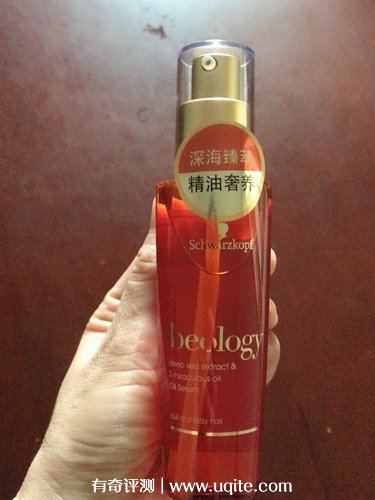 深海臻萃
精油奢养
Schwarzkopf
beology
deep sea extract &
3 miraculous oil
Oil Serum
dull and frizzy hair
有奇评测 | www.uqite.com